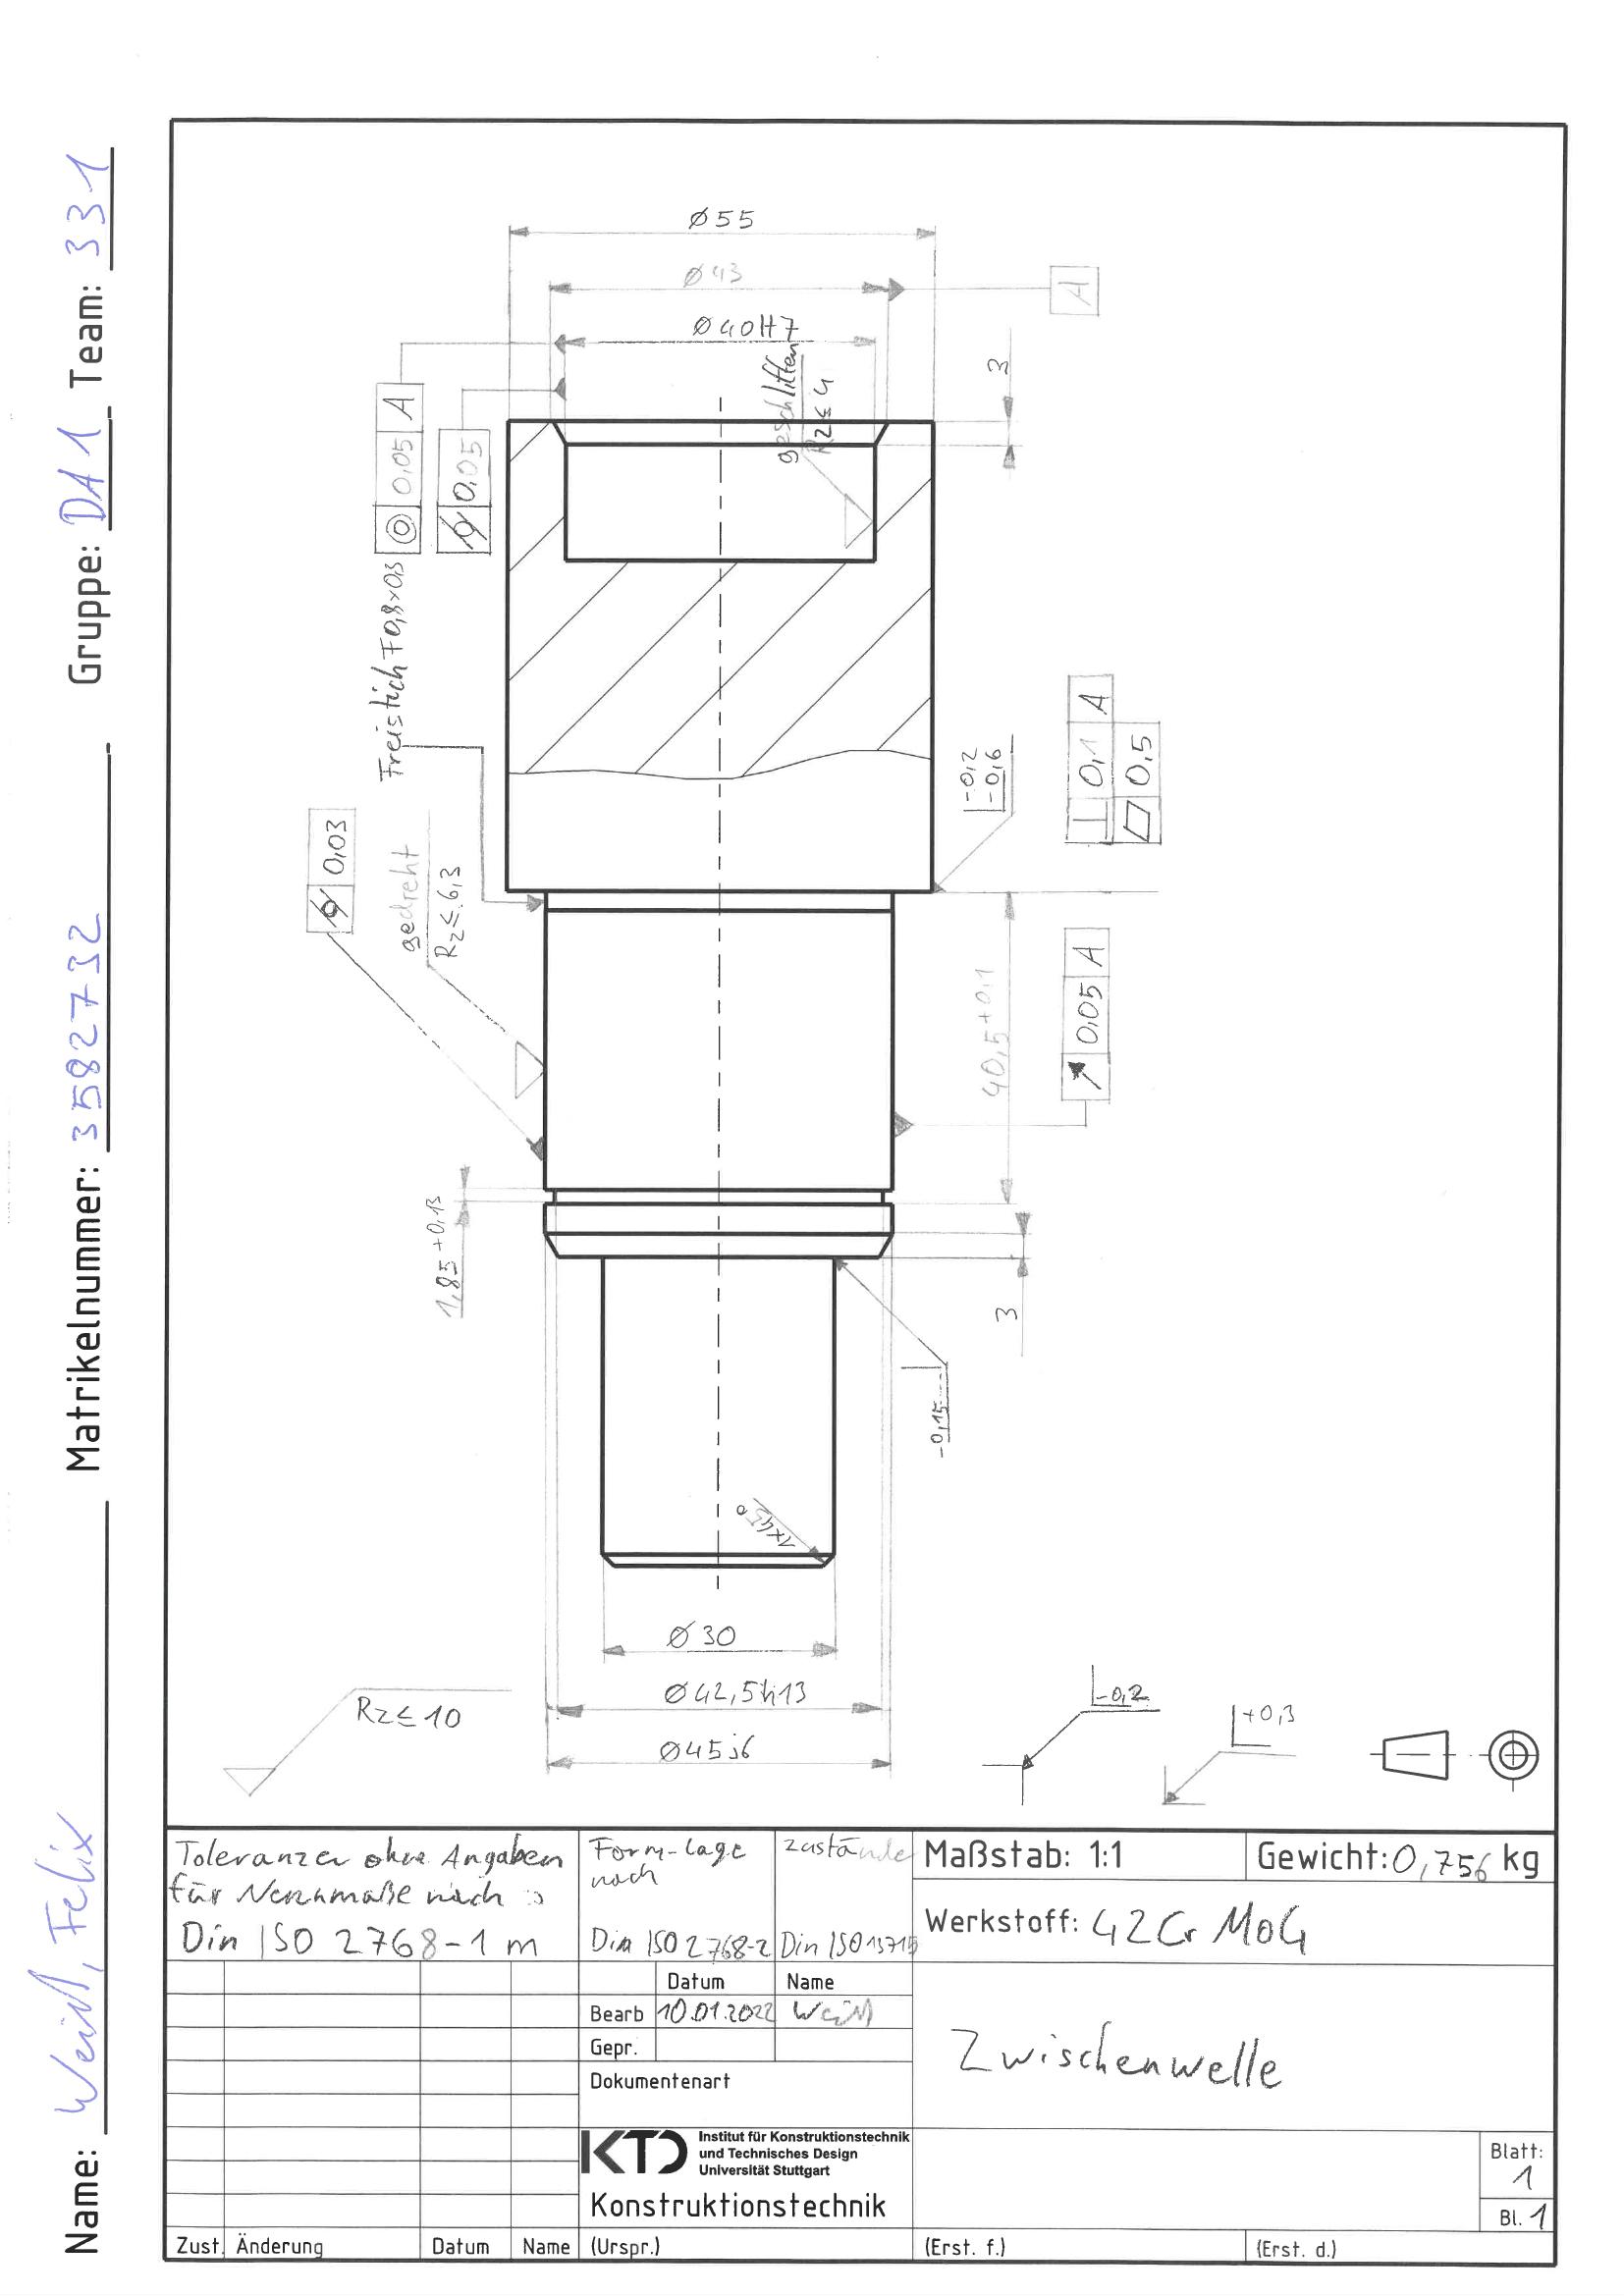 Name: Weiß, Felix Matrikelnummer: 3582732 Gruppe: DA1 Team: 331
Ø55
Ø43
A
Ø40H7
3
geschliffen
Rz≤4
0,05 A
0,05
Freistich F0,8×0,3
-0,2
-0,6
0,1 A
0,5
0,03
gedreht
Rz≤6,3
40,5+0,1
0,05 A
1,85+0,13
3
-0,15
1×45°
Ø30
Ø42,5h13
Ø45j6
Rz≤10
-0,2
+0,3
Toleranzen ohne Angaben
für Nennmaße nach :
Din ISO 2768-1 m
Form-Lage
nach
Din ISO 2768-2
zustände
Din ISO 13715
Maßstab: 1:1
Gewicht: 0,756 kg
Werkstoff: 42CrMo4
Datum Name
Bearb 10.01.2022 Weiß
Gepr.
Dokumentenart
Zwischenwelle
KTD
Institut für Konstruktionstechnik
und Technisches Design
Universität Stuttgart
Konstruktionstechnik
Blatt:
1
Bl. 1
Zust. Änderung Datum Name (Urspr.) (Erst. f.) (Erst. d.)